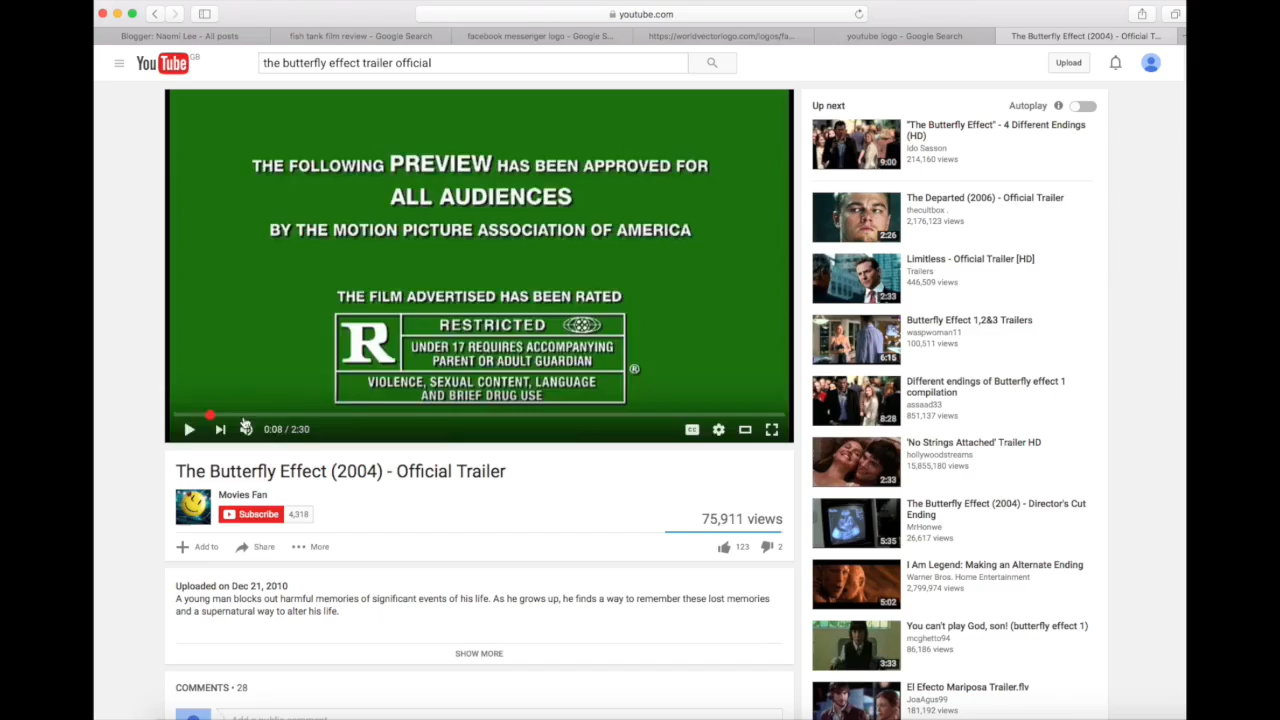 youtube.com
Blogger: Naomi Lee - All posts
fish tank film review - Google Search
facebook messenger logo - Google S...
https://worldvectorlogo.com/logos/fa...
youtube logo - Google Search
The Butterfly Effect (2004) - Official T...
YouTube GB
the butterfly effect trailer official
Upload
THE FOLLOWING PREVIEW HAS BEEN APPROVED FOR
ALL AUDIENCES
BY THE MOTION PICTURE ASSOCIATION OF AMERICA
THE FILM ADVERTISED HAS BEEN RATED
R
RESTRICTED
UNDER 17 REQUIRES ACCOMPANYING
PARENT OR ADULT GUARDIAN
®
VIOLENCE, SEXUAL CONTENT, LANGUAGE
AND BRIEF DRUG USE
0:08 / 2:30
CC
The Butterfly Effect (2004) - Official Trailer
Movies Fan
Subscribe 4,318
75,911 views
Add to
Share
More
123
2
Uploaded on Dec 21, 2010
A young man blocks out harmful memories of significant events of his life. As he grows up, he finds a way to remember these lost memories
and a supernatural way to alter his life.
SHOW MORE
COMMENTS • 28
Add a public comment
Up next
Autoplay
"The Butterfly Effect" - 4 Different Endings
(HD)
Ido Sasson
214,160 views
9:00
The Departed (2006) - Official Trailer
thecultbox .
2,176,123 views
2:26
Limitless - Official Trailer [HD]
Trailers
446,509 views
2:33
Butterfly Effect 1,2&3 Trailers
waspwoman11
100,511 views
6:15
Different endings of Butterfly effect 1
compilation
assaad33
851,137 views
8:28
'No Strings Attached' Trailer HD
hollywoodstreams
15,855,180 views
2:33
The Butterfly Effect (2004) - Director's Cut
Ending
MrHonwe
26,617 views
5:35
I Am Legend: Making an Alternate Ending
Warner Bros. Home Entertainment
2,799,974 views
5:02
You can't play God, son! (butterfly effect 1)
mcghetto94
86,186 views
3:33
El Efecto Mariposa Trailer.flv
JoaAgus99
181,192 views